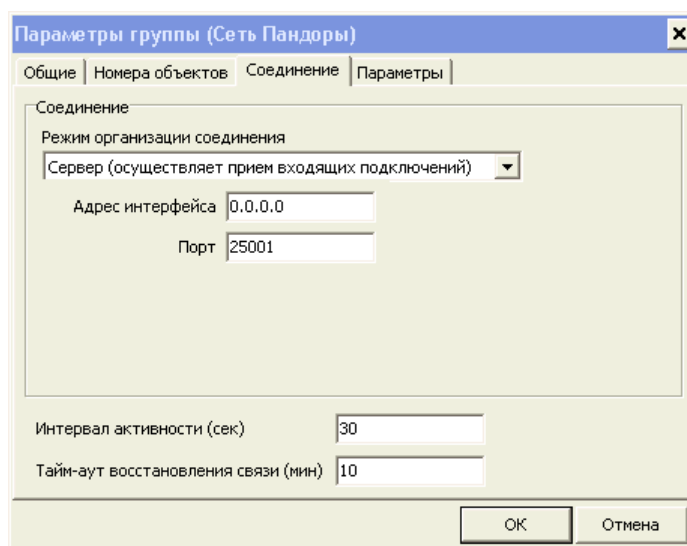 Параметры группы (Сеть Пандоры)
Общие Номера объектов Соединение Параметры
Соединение
Режим организации соединения
Сервер (осуществляет прием входящих подключений)
Адрес интерфейса 0.0.0.0
Порт 25001
Интервал активности (сек) 30
Тайм-аут восстановления связи (мин) 10
ОК Отмена